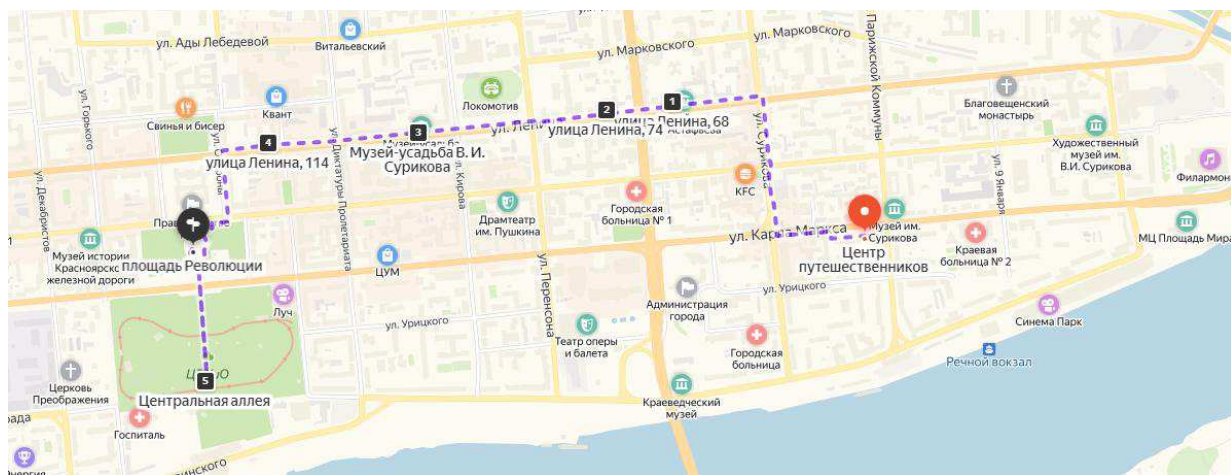 ул. Ады Лебедевой
Витальевский
ул. Марковского
ул. Марковского
Парижской Коммуны
ул. Горького
Свинья и бисер
Квант
Локомотив
1
2
3
4
улица Ленина, 68
улица Ленина, 74
Музей-усадьба В. И.
Сурикова
улица Ленина, 114
Благовещенский
монастырь
Художественный
музей им.
В.И. Сурикова
ул. Сурикова
ул. 9 Января
ул. Декабристов
ул. Диктатуры Пролетариата
ул. Кирова
KFC
Драмтеатр
им. Пушкина
Городская
больница № 1
ул. Карла Маркса
Музей им.
Сурикова
Центр
путешественников
Краевая
больница № 2
МЦ Площадь Мира
Музей истории
железной дороги
площадь Революции
ЦУМ
ул. Перенсона
Администрация
города
ул. Урицкого
Луч
ул. Урицкого
Театр оперы
и балета
Синема Парк
Городская
больница
Речной вокзал
5
Церковь
Преображения
Центральная аллея
Краеведческий
музей
Госпиталь